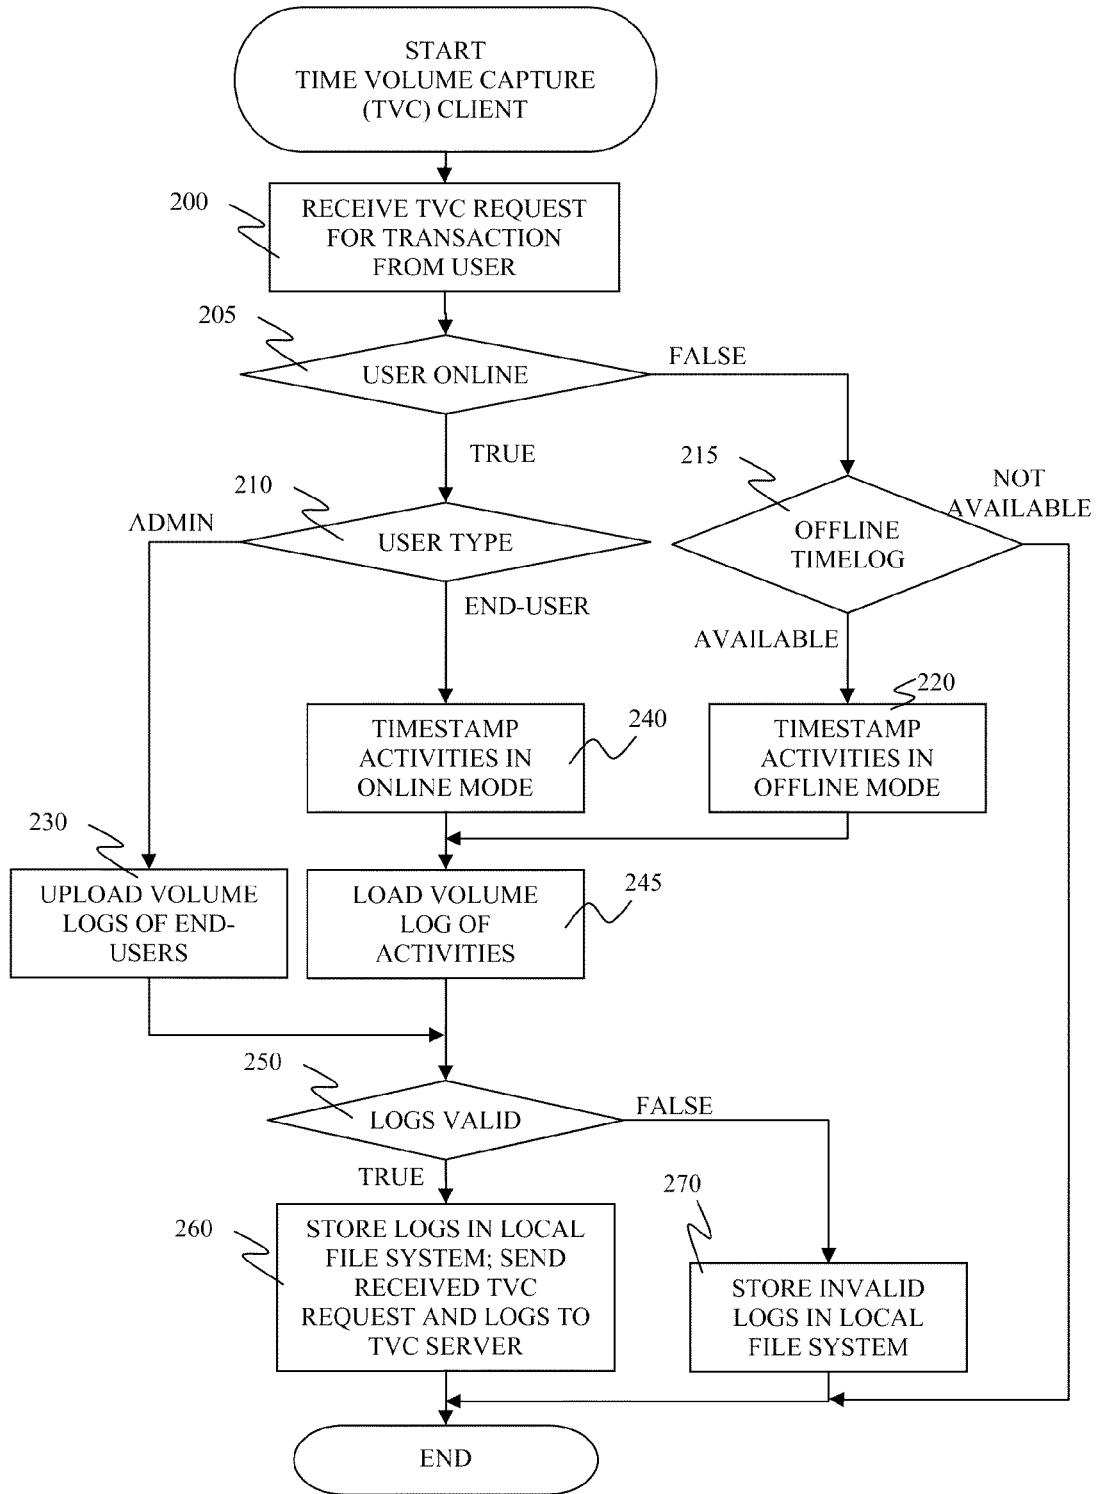 START
TIME VOLUME CAPTURE
(TVC) CLIENT
200
RECEIVE TVC REQUEST
FOR TRANSACTION
FROM USER
205
USER ONLINE
FALSE
TRUE
210
USER TYPE
ADMIN
END-USER
215
OFFLINE
TIMELOG
NOT
AVAILABLE
AVAILABLE
220
TIMESTAMP
ACTIVITIES IN
OFFLINE MODE
240
TIMESTAMP
ACTIVITIES IN
ONLINE MODE
230
UPLOAD VOLUME
LOGS OF END-
USERS
245
LOAD VOLUME
LOG OF
ACTIVITIES
250
LOGS VALID
FALSE
TRUE
260
STORE LOGS IN LOCAL
FILE SYSTEM; SEND
RECEIVED TVC
REQUEST AND LOGS TO
TVC SERVER
270
STORE INVALID
LOGS IN LOCAL
FILE SYSTEM
END